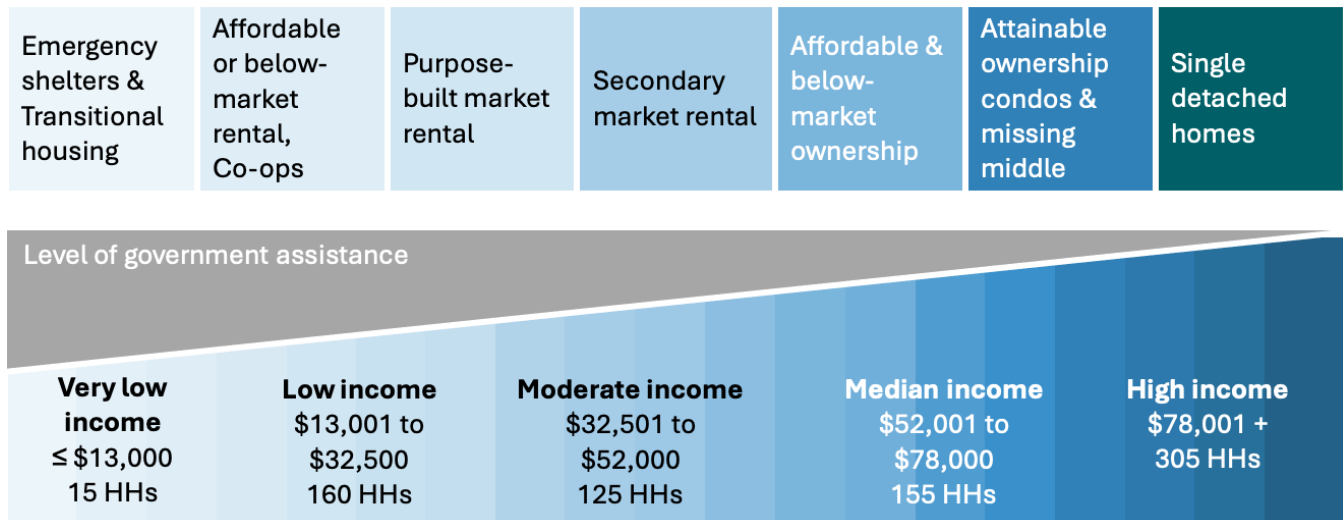 Emergency
shelters &
Transitional
housing
Affordable
or below-
market
rental,
Co-ops
Purpose-
built market
rental
Secondary
market rental
Affordable &
below-
market
ownership
Attainable
ownership
condos &
missing
middle
Single
detached
homes
Level of government assistance
Very low
income
≤ $13,000
15 HHs
Low income
$13,001 to
$32,500
160 HHs
Moderate income
$32,501 to
$52,000
125 HHs
Median income
$52,001 to
$78,000
155 HHs
High income
$78,001 +
305 HHs